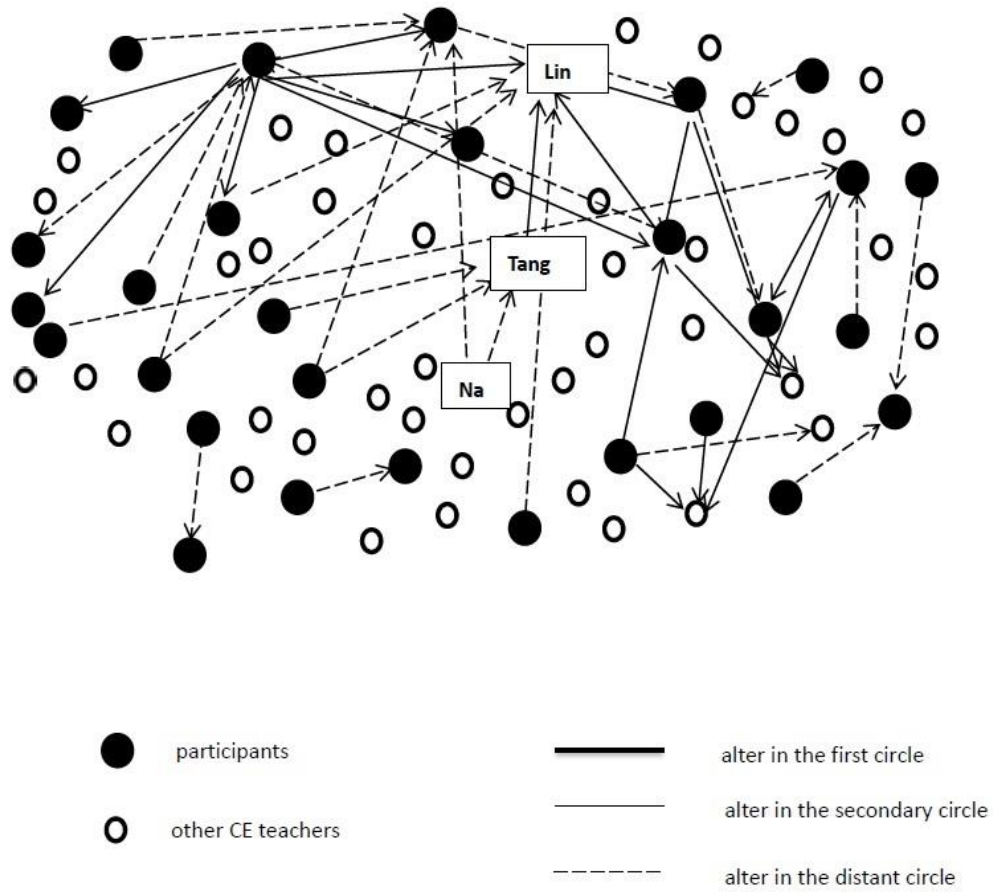 Lin
Tang
Na
participants
other CE teachers
alter in the first circle
alter in the secondary circle
alter in the distant circle